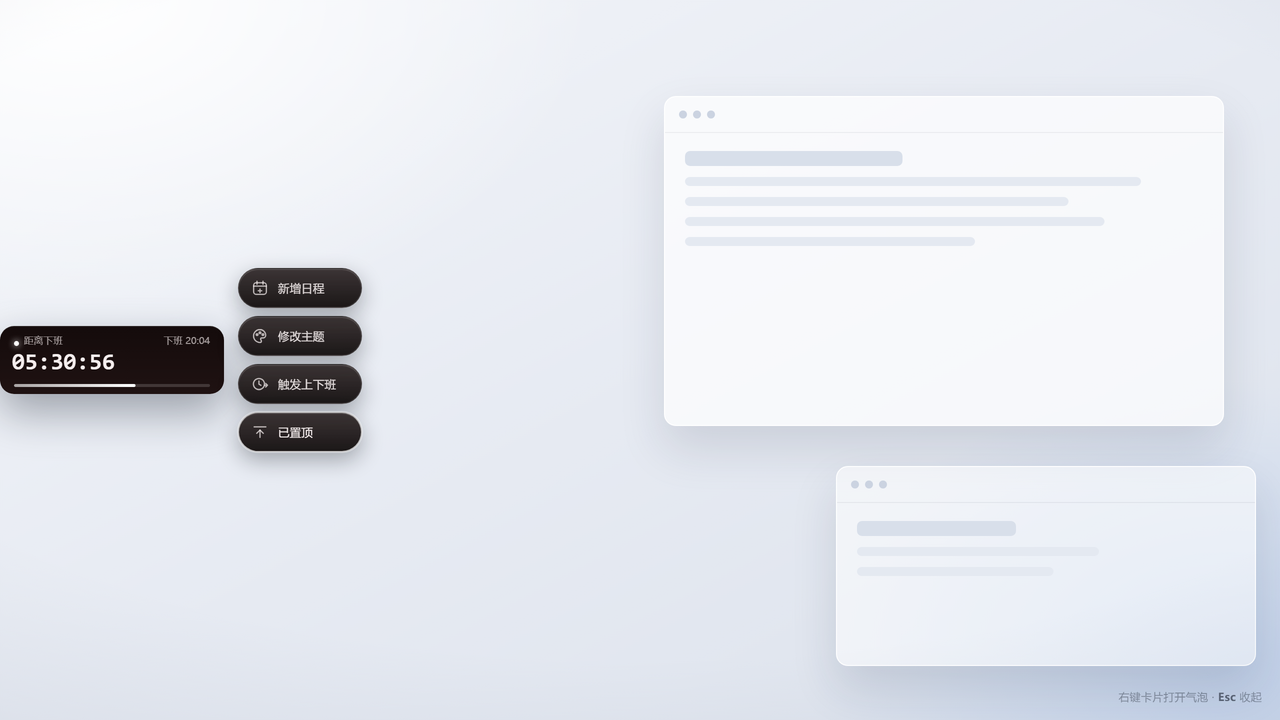 距离下班
下班 20:04
05:30:56
新增日程
修改主题
触发上下班
已置顶
右键卡片打开气泡 · Esc 收起